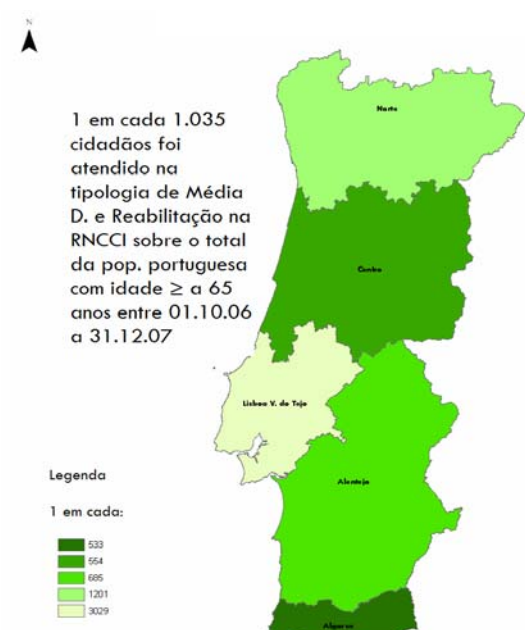 N
1 em cada 1.035
cidadãos foi
atendido na
tipologia de Média
D. e Reabilitação na
RNCCI sobre o total
da pop. portuguesa
com idade ≥ a 65
anos entre 01.10.06
a 31.12.07
Norte
Centro
Lisboa V. do Tejo
Alentejo
Algarve
Legenda
1 em cada:
533
554
685
1201
3029